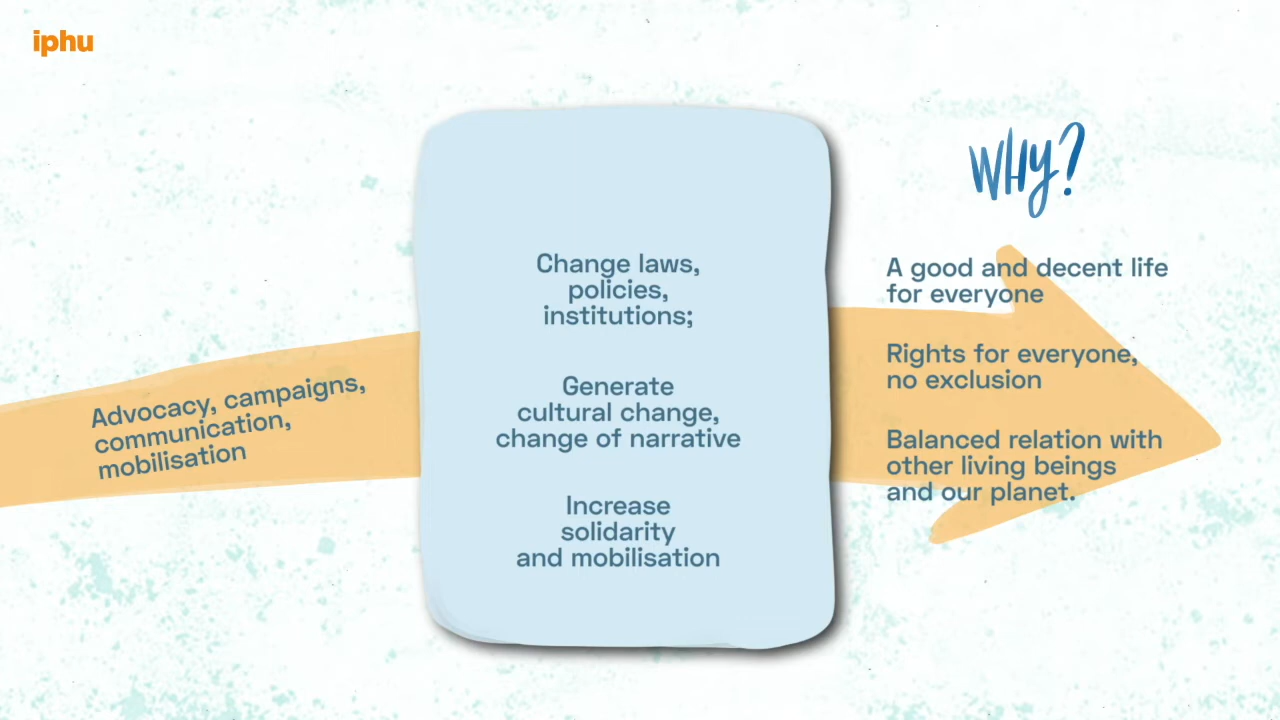 iphu
Advocacy, campaigns,
communication,
mobilisation
Change laws,
policies,
institutions;
Generate
cultural change,
change of narrative
Increase
solidarity
and mobilisation
WHY?
A good and decent life
for everyone
Rights for everyone,
no exclusion
Balanced relation with
other living beings
and our planet.